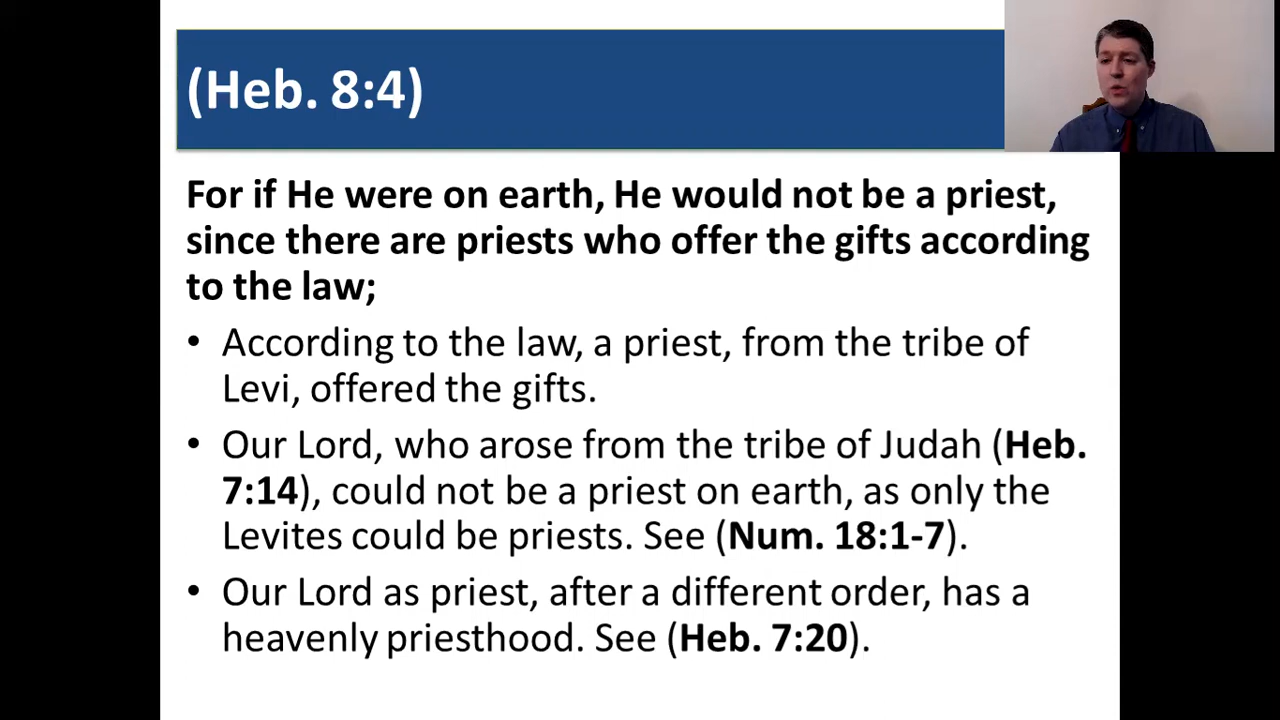 (Heb. 8:4)
For if He were on earth, He would not be a priest,
since there are priests who offer the gifts according
to the law;
• According to the law, a priest, from the tribe of
Levi, offered the gifts.
• Our Lord, who arose from the tribe of Judah (Heb.
7:14), could not be a priest on earth, as only the
Levites could be priests. See (Num. 18:1-7).
• Our Lord as priest, after a different order, has a
heavenly priesthood. See (Heb. 7:20).